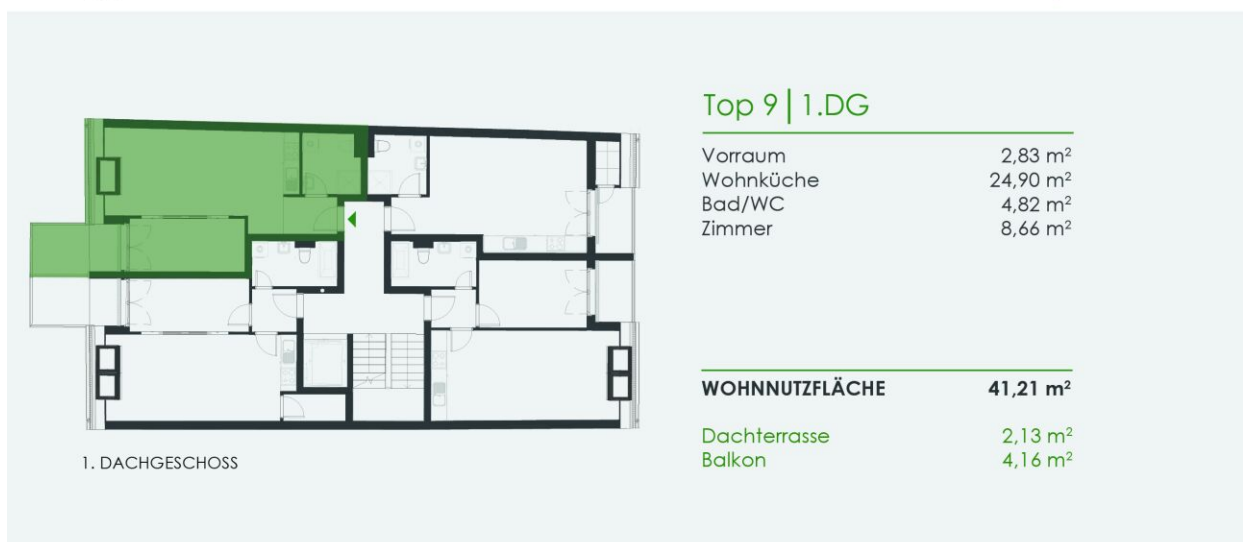 Top 9 | 1.DG
Vorraum 2,83 m²
Wohnküche 24,90 m²
Bad/WC 4,82 m²
Zimmer 8,66 m²
WOHNNUTZFLÄCHE 41,21 m²
Dachterrasse 2,13 m²
Balkon 4,16 m²
1. DACHGESCHOSS